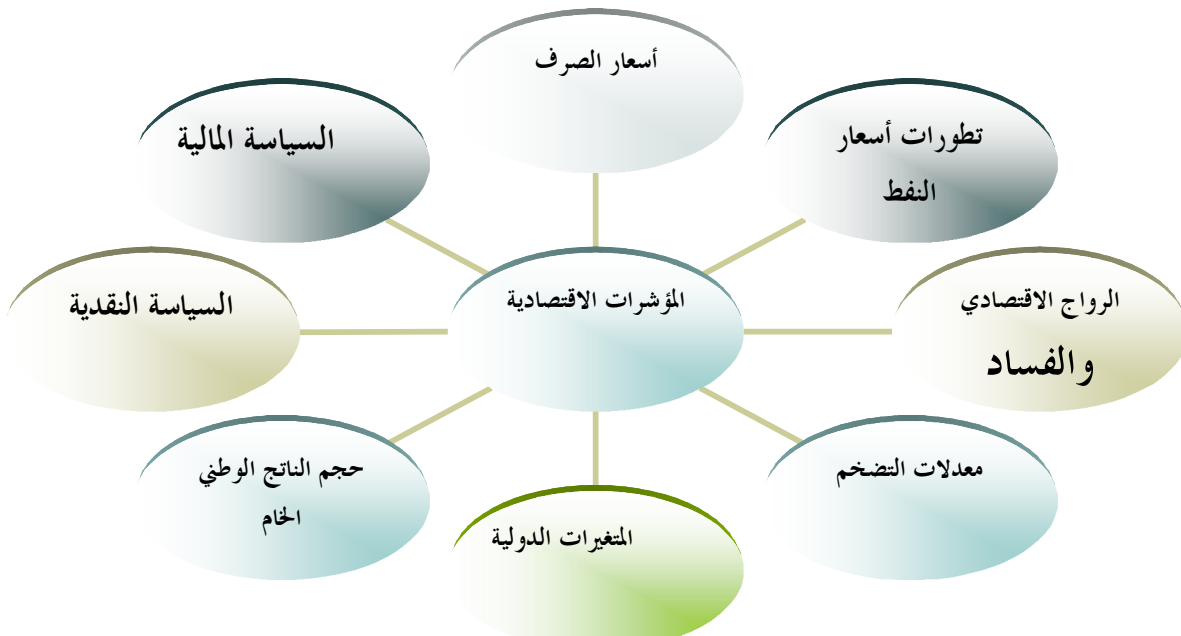 أسعار الصرف
تطورات أسعار
النفط
السياسة المالية
الرواج الاقتصادي
والفساد
المؤشرات الاقتصادية
السياسة النقدية
معدلات التضخم
حجم الناتج الوطني
الخام
المتغيرات الدولية